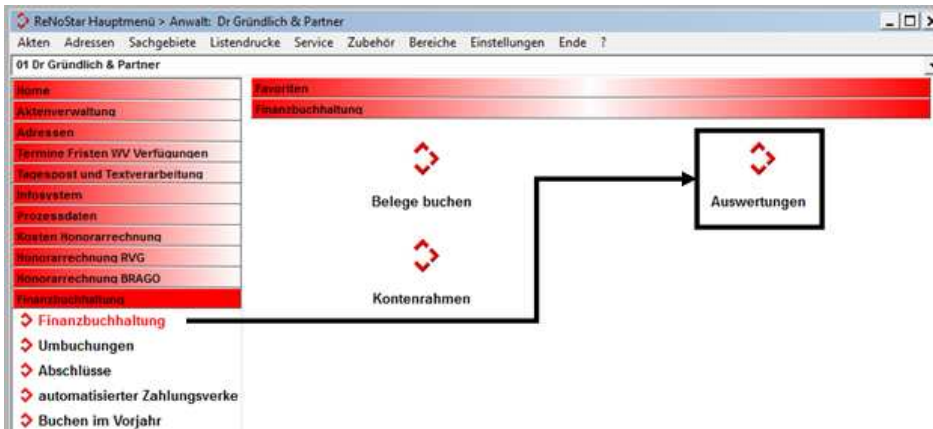 ReNoStar Hauptmenü > Anwalt: Dr Gründlich & Partner
Akten Adressen Sachgebiete Listendrucke Service Zubehör Bereiche Einstellungen Ende ?
01 Dr Gründlich & Partner
Home
Aktenverwaltung
Adressen
Termine Fristen WV Verfügungen
Tagespost und Textverarbeitung
Infosystem
Prozessdaten
Kosten Honorarrechnung
Honorarrechnung RVG
Honorarrechnung BRAGO
Finanzbuchhaltung
Finanzbuchhaltung
Umbuchungen
Abschlüsse
automatisierter Zahlungsverke
Buchen im Vorjahr
Favoriten
Finanzbuchhaltung
Belege buchen
Auswertungen
Kontenrahmen